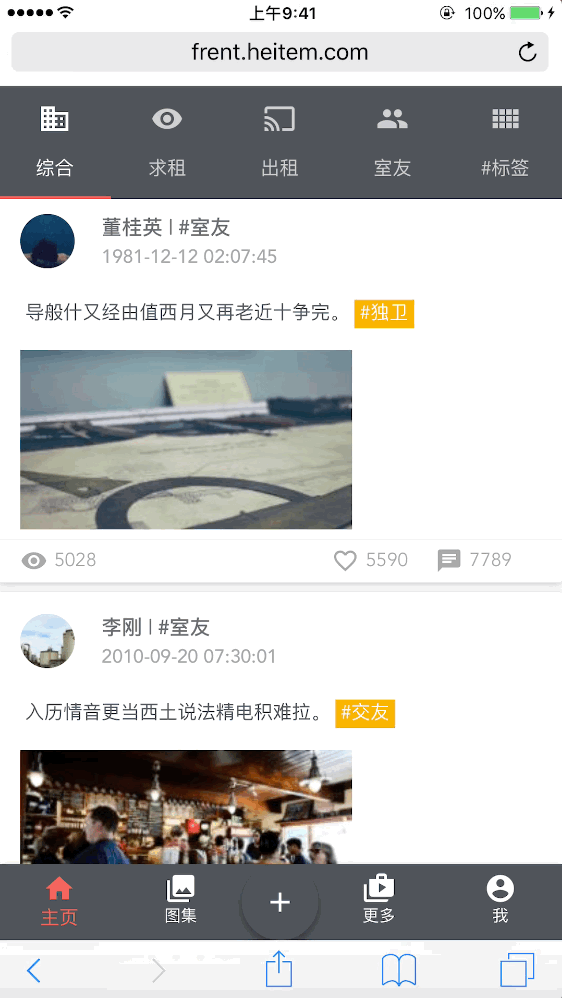 上午9:41
100%
frent.heitem.com
综合
求租
出租
室友
#标签
董桂英 | #室友
1981-12-12 02:07:45
导般什又经由值西月又再老近十争完。 #独卫
5028
5590
7789
李刚 | #室友
2010-09-20 07:30:01
入历情音更当西土说法精电积难拉。 #交友
主页
图集
更多
我